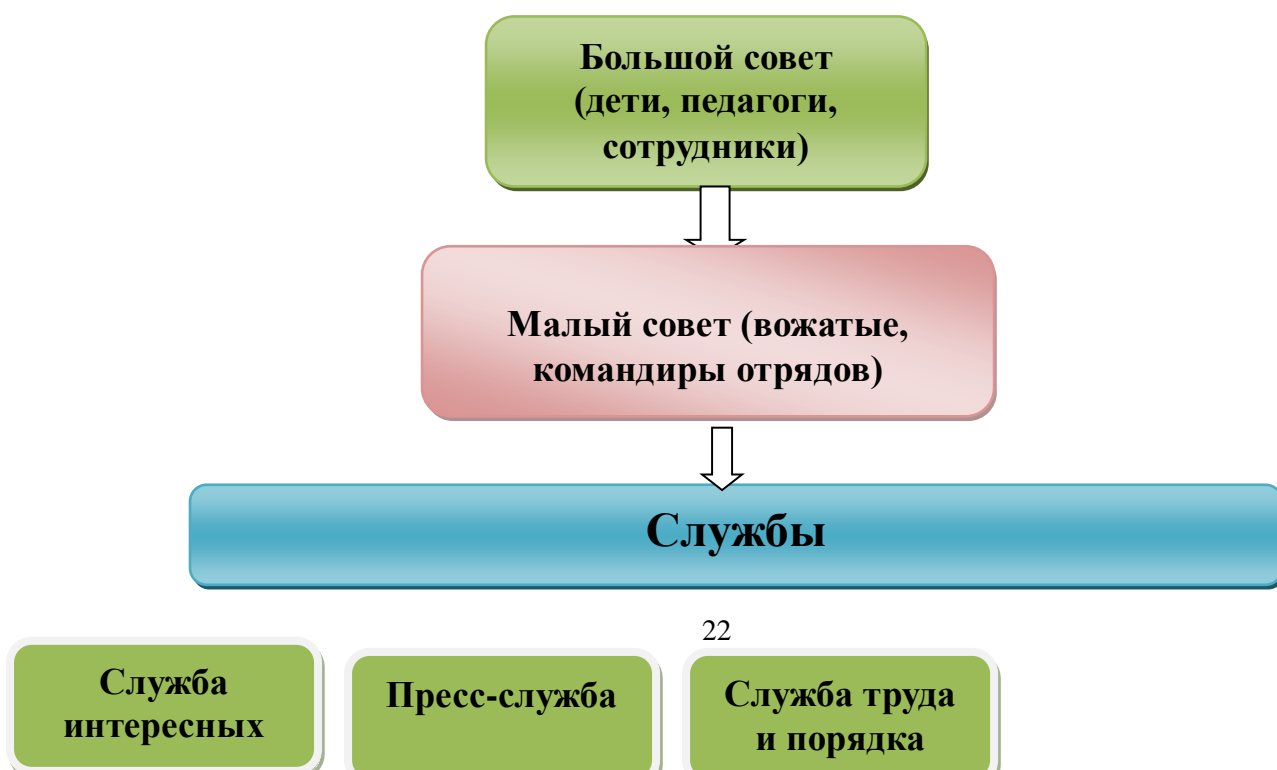 Большой совет
(дети, педагоги,
сотрудники)
Малый совет (вожатые,
командиры отрядов)
Службы
22
Служба
интересных
Пресс-служба
Служба труда
и порядка